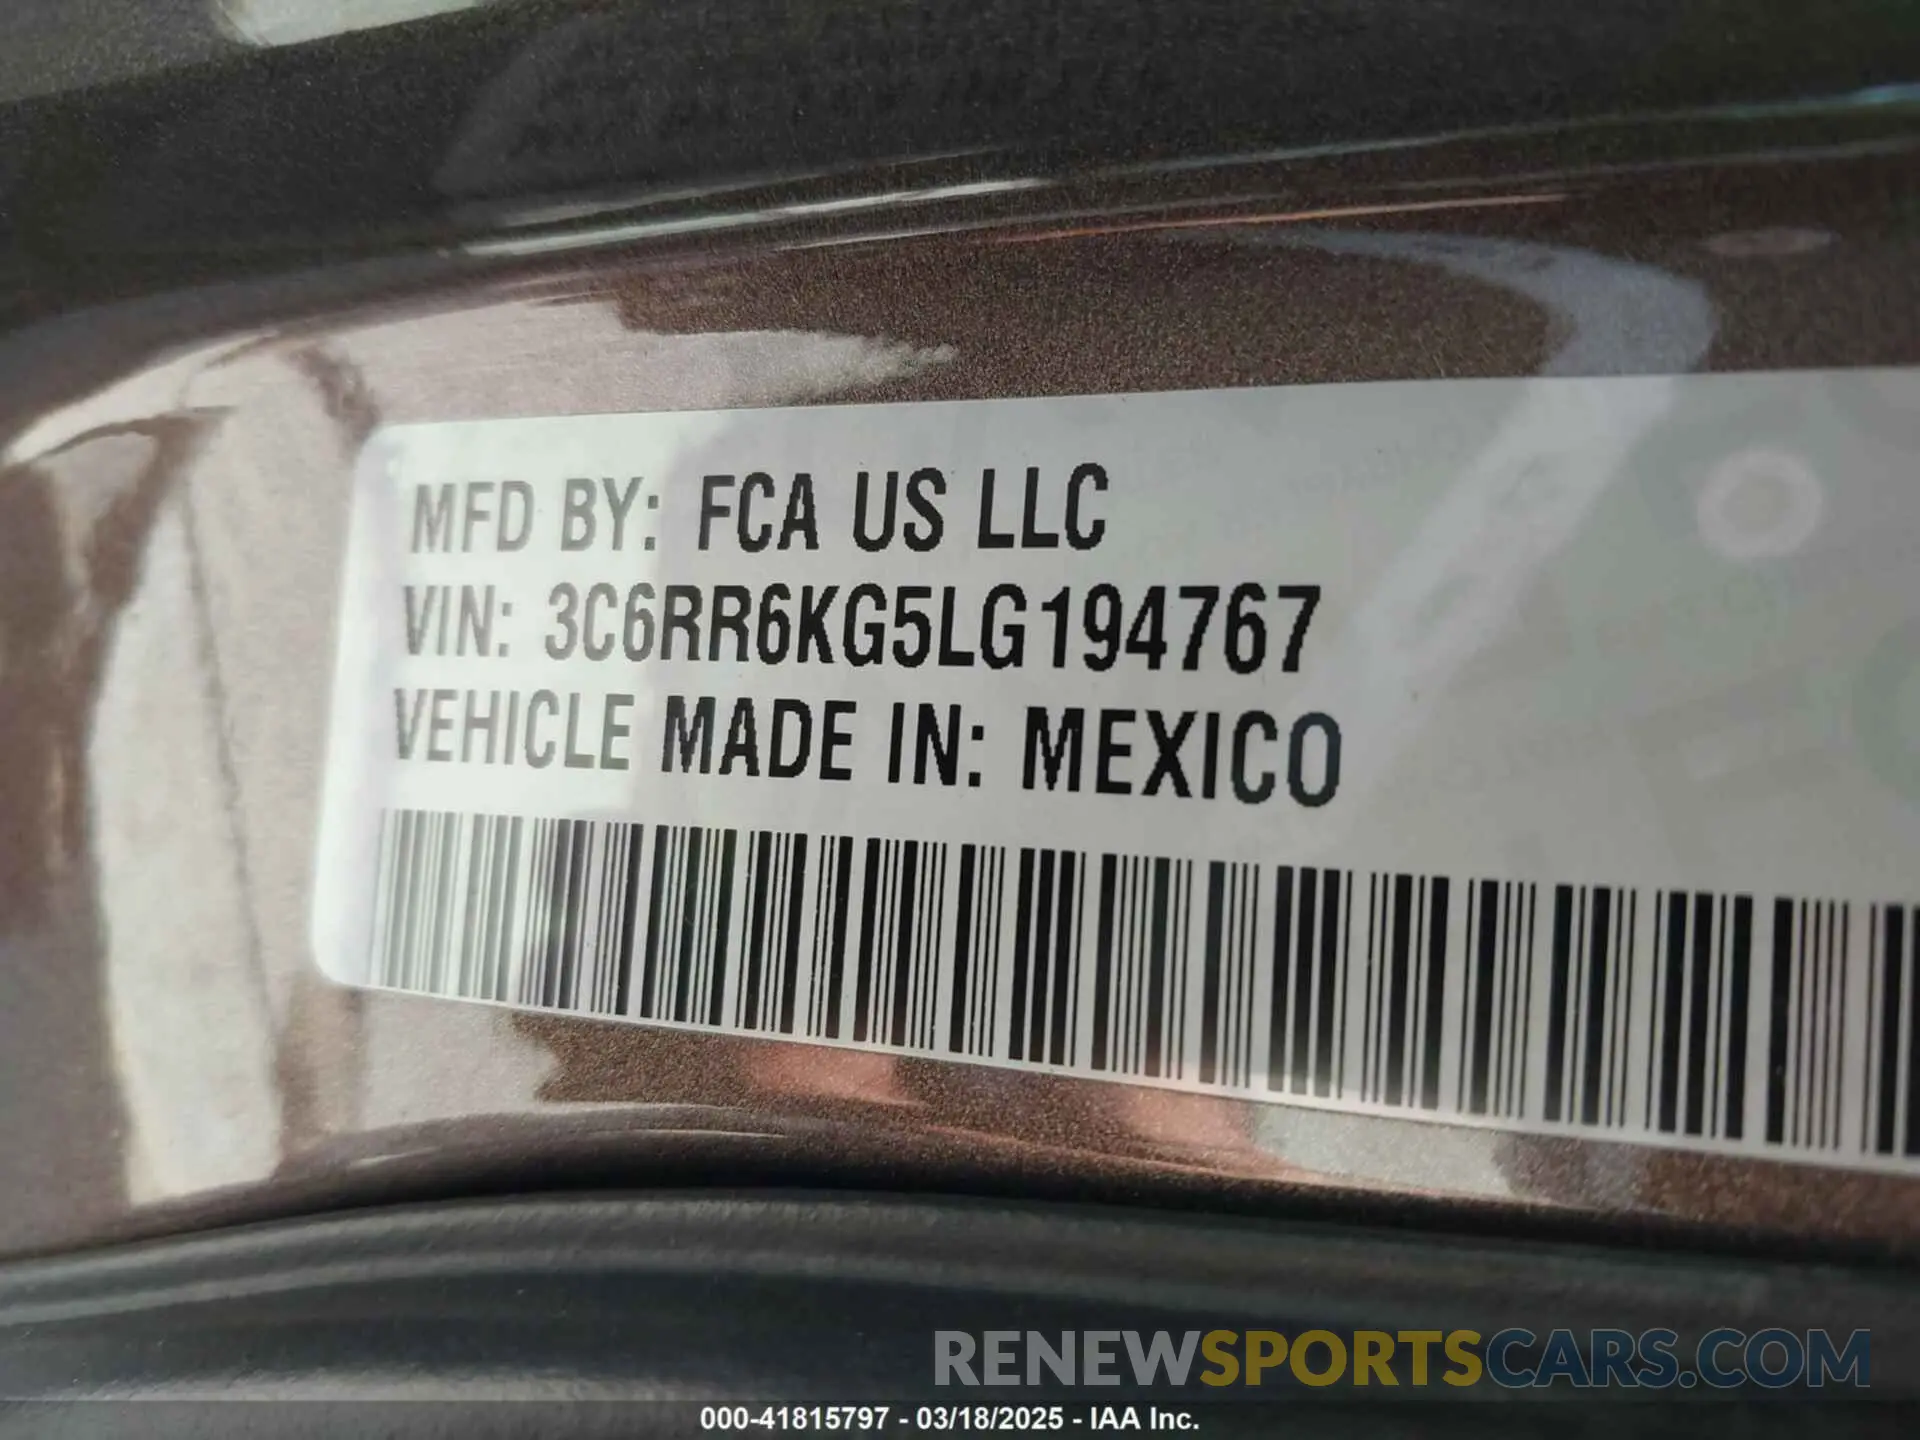 MFD BY: FCA US LLC
VIN: 3C6RR6KG5LG194767
VEHICLE MADE IN: MEXICO
RENEWSPORTSCARS.COM
000-41815797 - 03/18/2025 - IAA Inc.